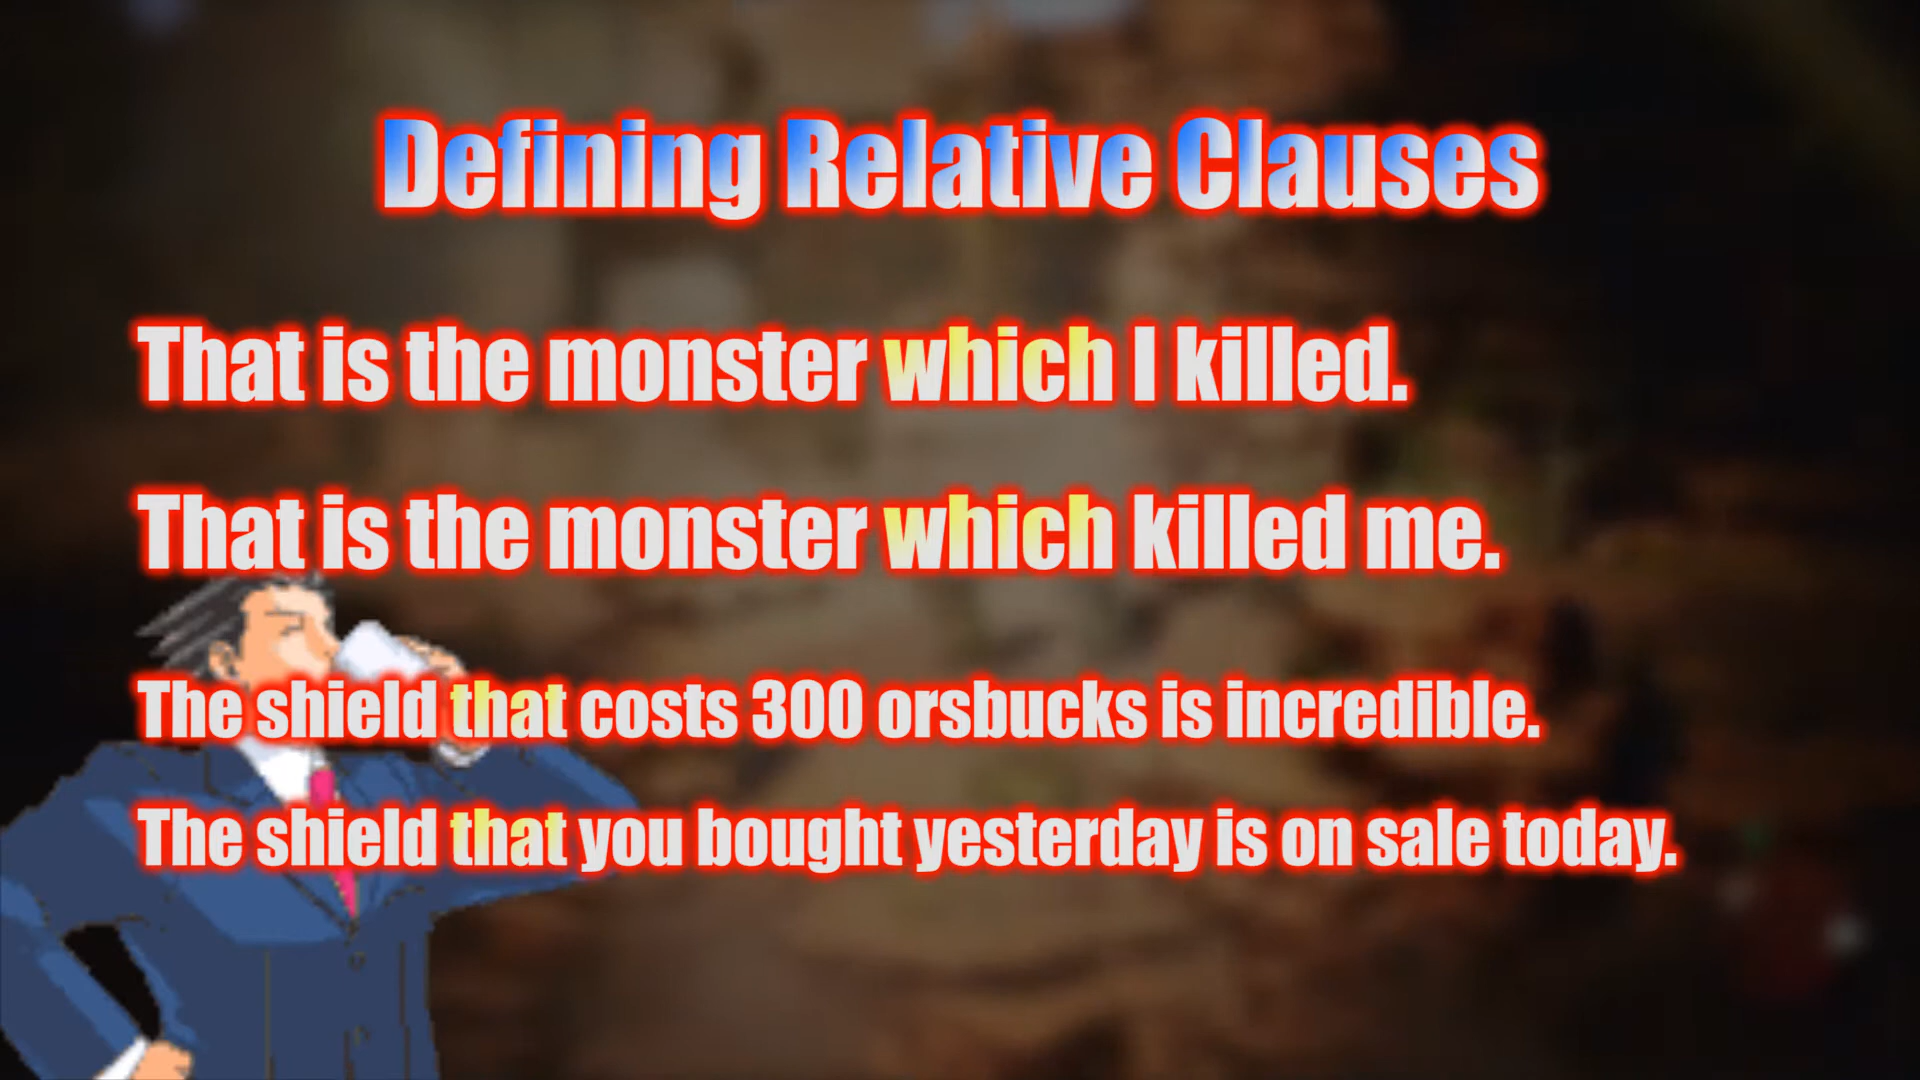 Defining Relative Clauses
That is the monster which I killed.
That is the monster which killed me.
The shield that costs 300 orsbucks is incredible.
The shield that you bought yesterday is on sale today.